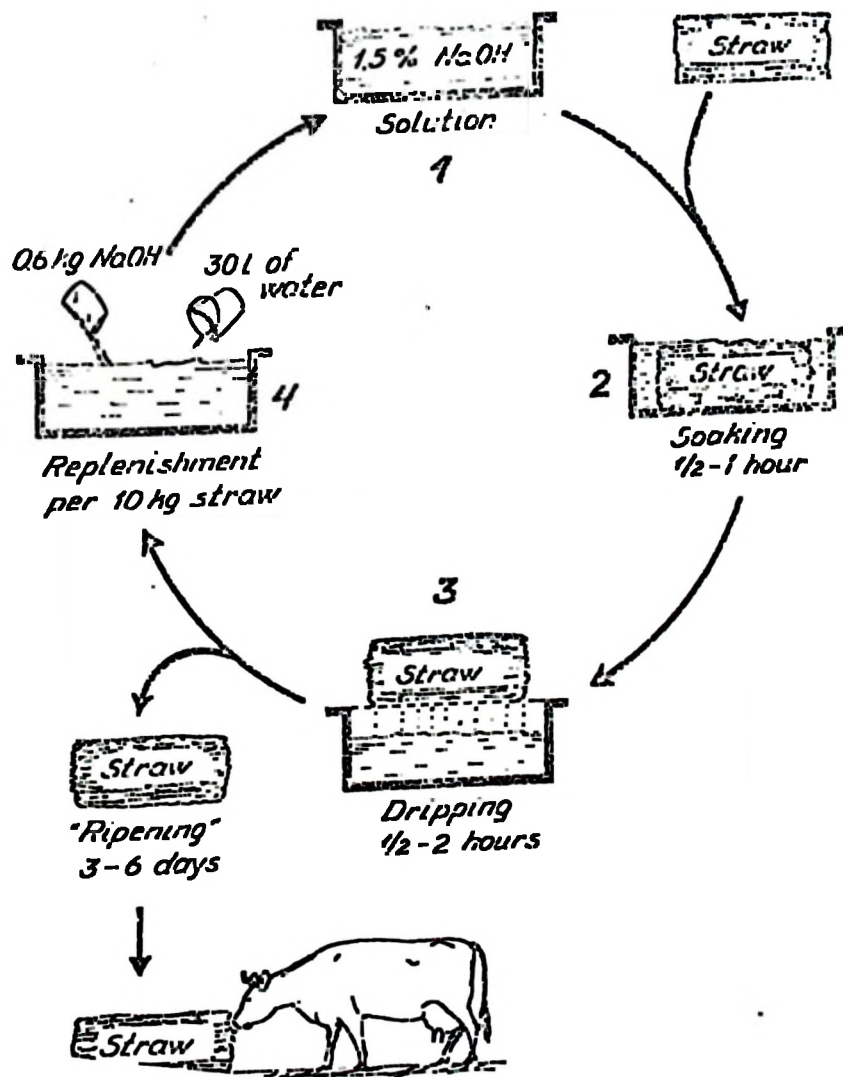 1.5% NaOH
Solution
1
Straw
2
Straw
Soaking
1/2-1 hour
3
Straw
Dripping
1/2-2 hours
0.6 kg NaOH
30 l of
water
4
Replenishment
per 10 kg straw
Straw
"Ripening"
3-6 days
Straw